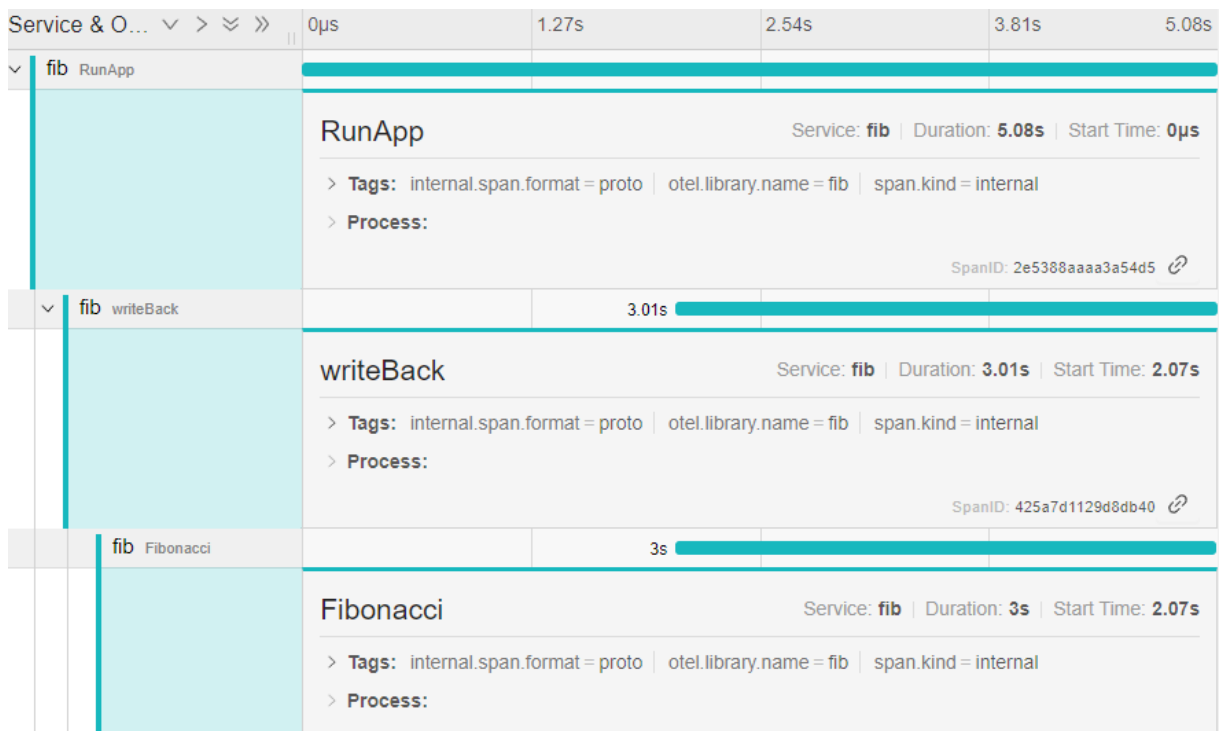 Service & O... 0μs 1.27s 2.54s 3.81s 5.08s
fib RunApp
RunApp Service: fib Duration: 5.08s Start Time: 0μs
Tags: internal.span.format = proto otel.library.name = fib span.kind = internal
Process:
SpanID: 2e5388aaaa3a54d5
fib writeBack 3.01s
writeBack Service: fib Duration: 3.01s Start Time: 2.07s
Tags: internal.span.format = proto otel.library.name = fib span.kind = internal
Process:
SpanID: 425a7d1129d8db40
fib Fibonacci 3s
Fibonacci Service: fib Duration: 3s Start Time: 2.07s
Tags: internal.span.format = proto otel.library.name = fib span.kind = internal
Process: